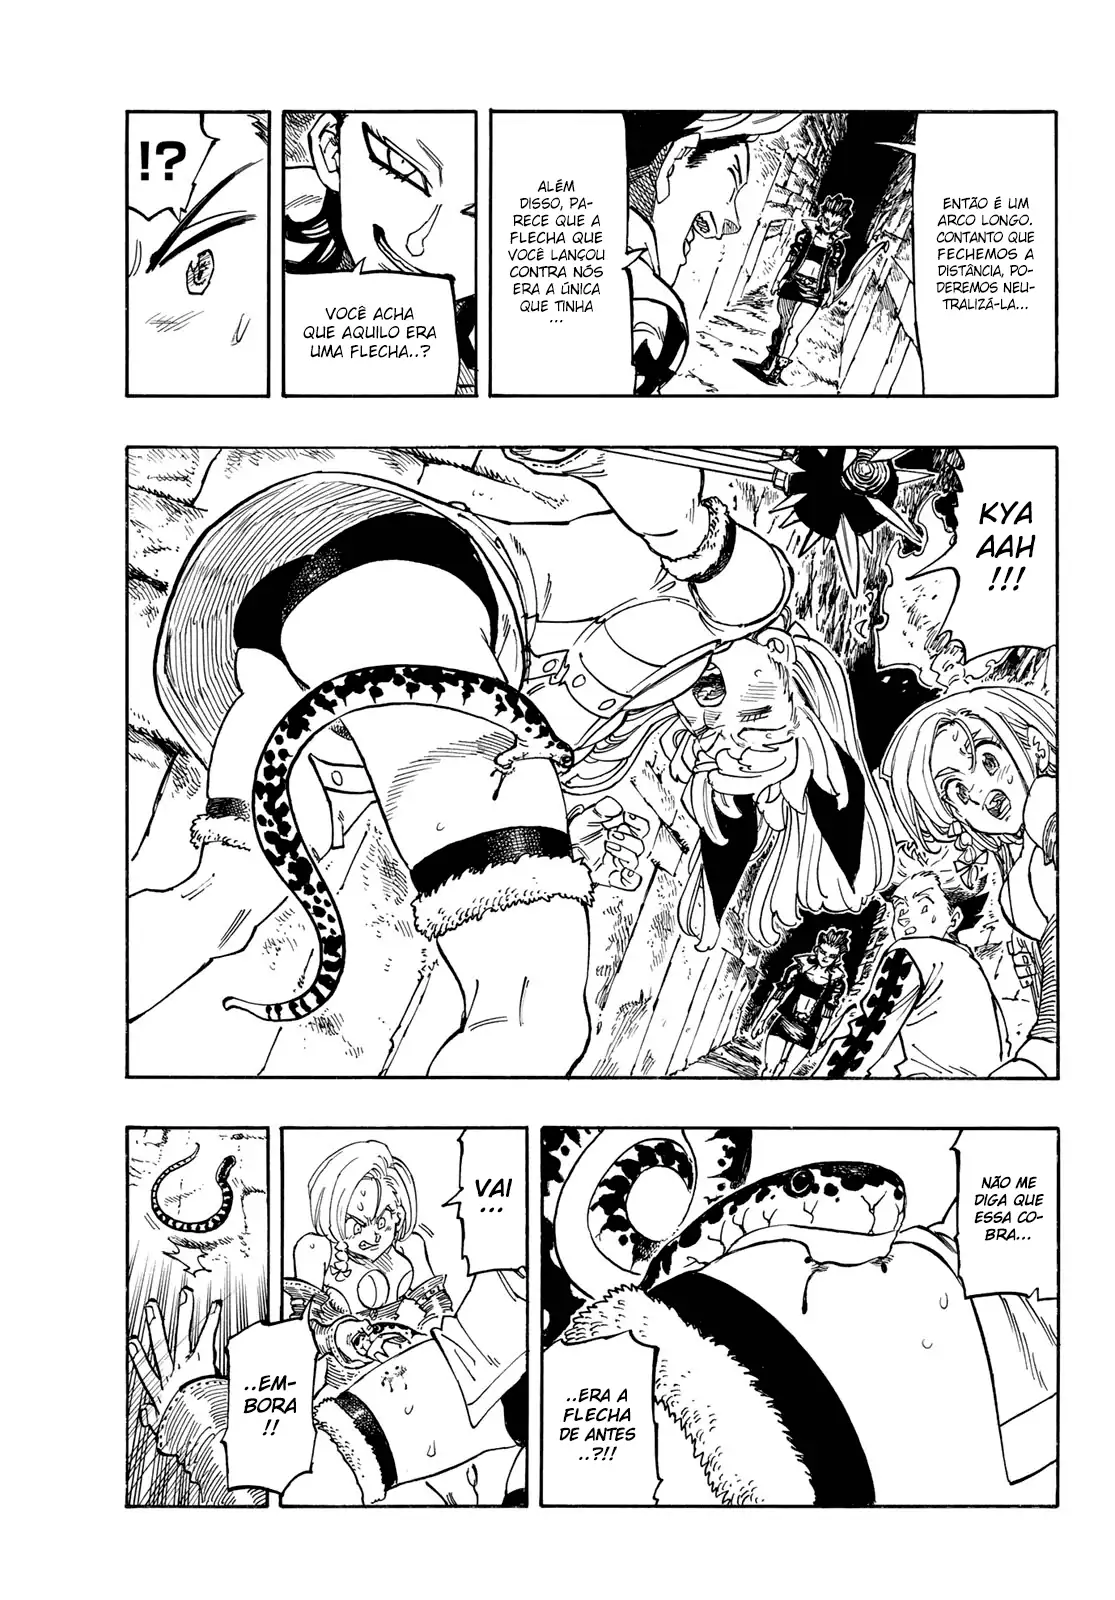 ENTÃO É UM
ARCO LONGO.
CONTANTO QUE
FECHEMOS A
DISTÂNCIA, PO-
DEREMOS NEU-
TRALIZÁ-LA...
ALÉM
DISSO, PA-
RECE QUE A
FLECHA QUE
VOCÊ LANÇOU
CONTRA NÓS
ERA A ÚNICA
QUE TINHA
...
VOCÊ ACHA
QUE AQUILO ERA
UMA FLECHA..?
!?
KYA
AAH
!!!
NÃO ME
DIGA QUE
ESSA CO-
BRA...
..ERA A
FLECHA
DE ANTES
..?!!
VAI
...
..EM-
BORA
!!